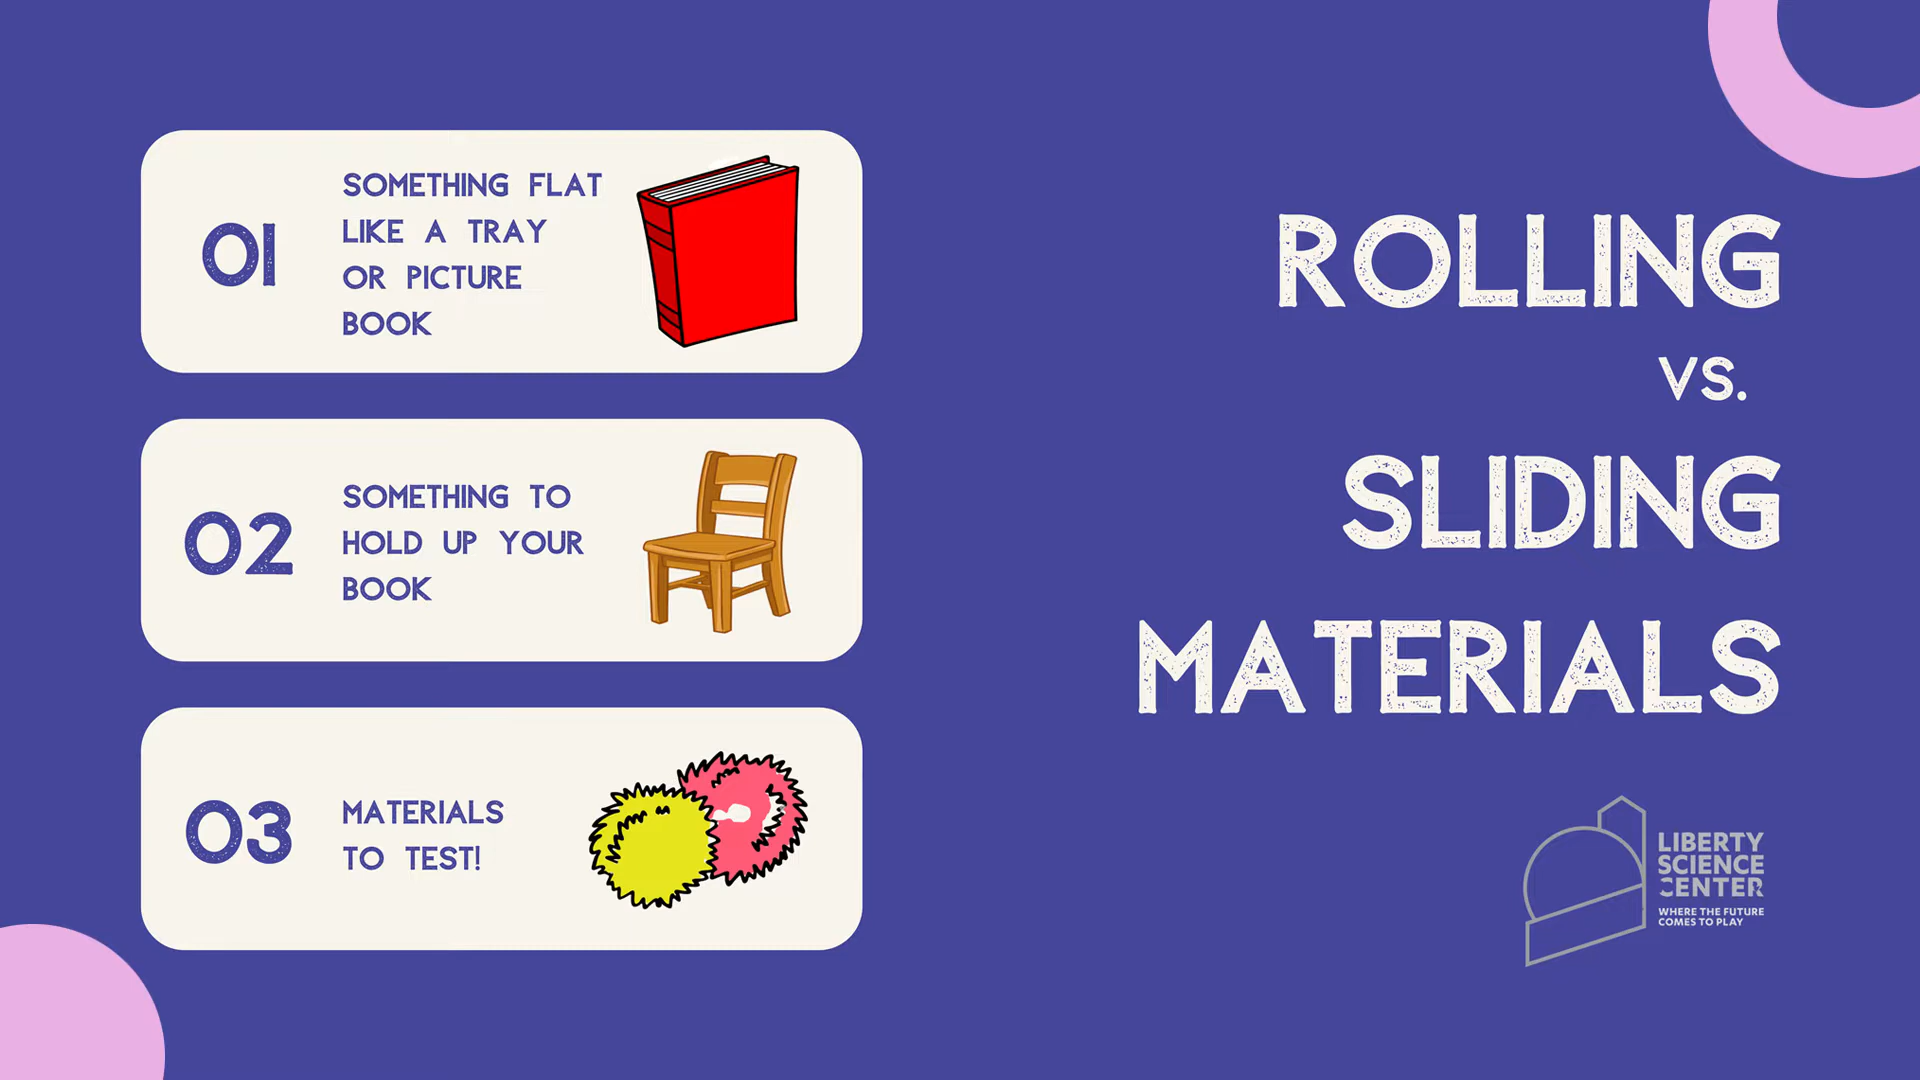 01
SOMETHING FLAT
LIKE A TRAY
OR PICTURE
BOOK
02
SOMETHING TO
HOLD UP YOUR
BOOK
03
MATERIALS
TO TEST!
ROLLING
VS.
SLIDING
MATERIALS
LIBERTY
SCIENCE
CENTER
WHERE THE FUTURE
COMES TO PLAY